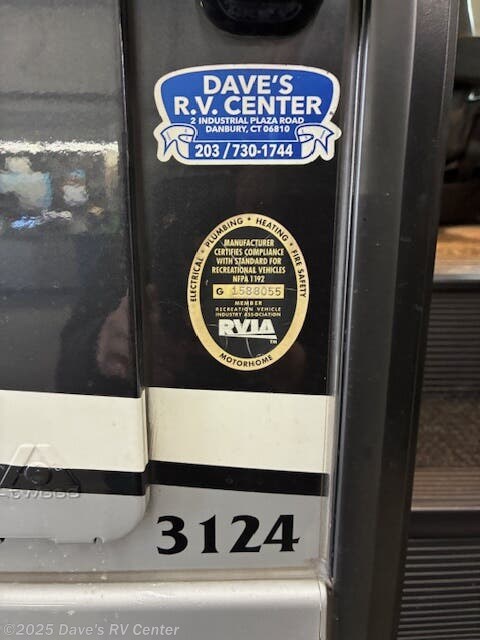 DAVE'S
R.V. CENTER
2 INDUSTRIAL PLAZA ROAD
DANBURY, CT 06810
203 / 730-1744
ELECTRICAL • PLUMBING • HEATING • FIRE SAFETY
MANUFACTURER
CERTIFIES COMPLIANCE
WITH STANDARD FOR
RECREATIONAL VEHICLES
NFPA 1192
G 1588055
MEMBER
RECREATION VEHICLE
INDUSTRY ASSOCIATION
RVIA
TM
MOTORHOME
3124
©2025 Dave's RV Center